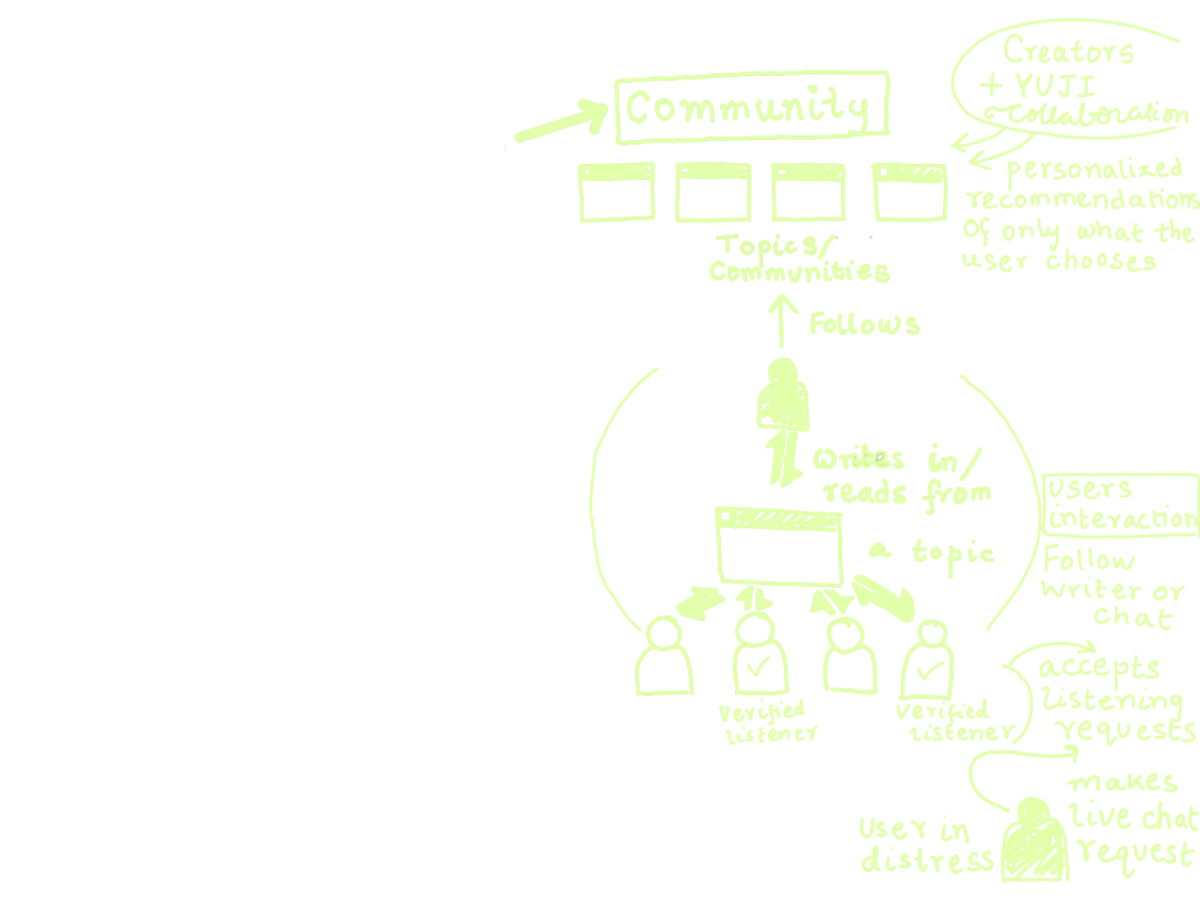 Creators
+ YUJI
Collaboration
Community
personalized
recommendations
Of only what the
user chooses
Topics/
Communities
Follows
Writes in/
reads from
a topic
Users
interaction
Follow
writer or
chat
Verified
listener
Verified
listener
accepts
listening
requests
makes
live chat
request
User in
distress